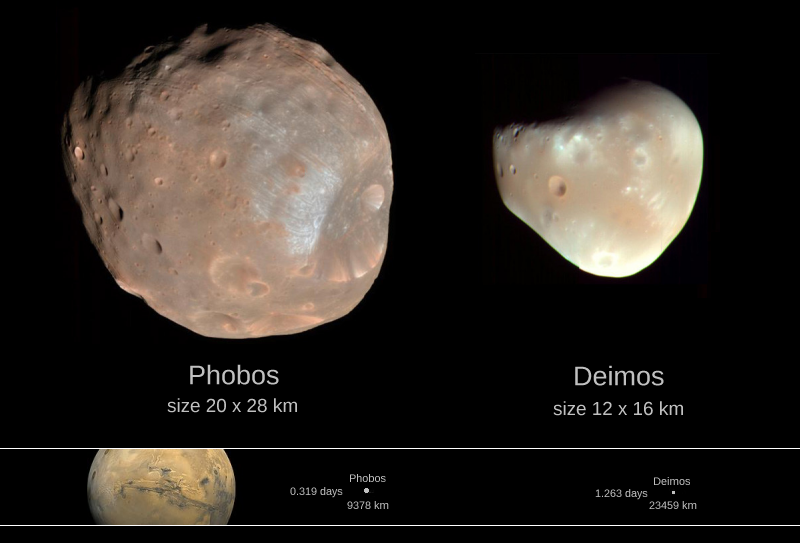 Phobos
size 20 x 28 km
Deimos
size 12 x 16 km
Phobos
0.319 days
9378 km
Deimos
1.263 days
23459 km